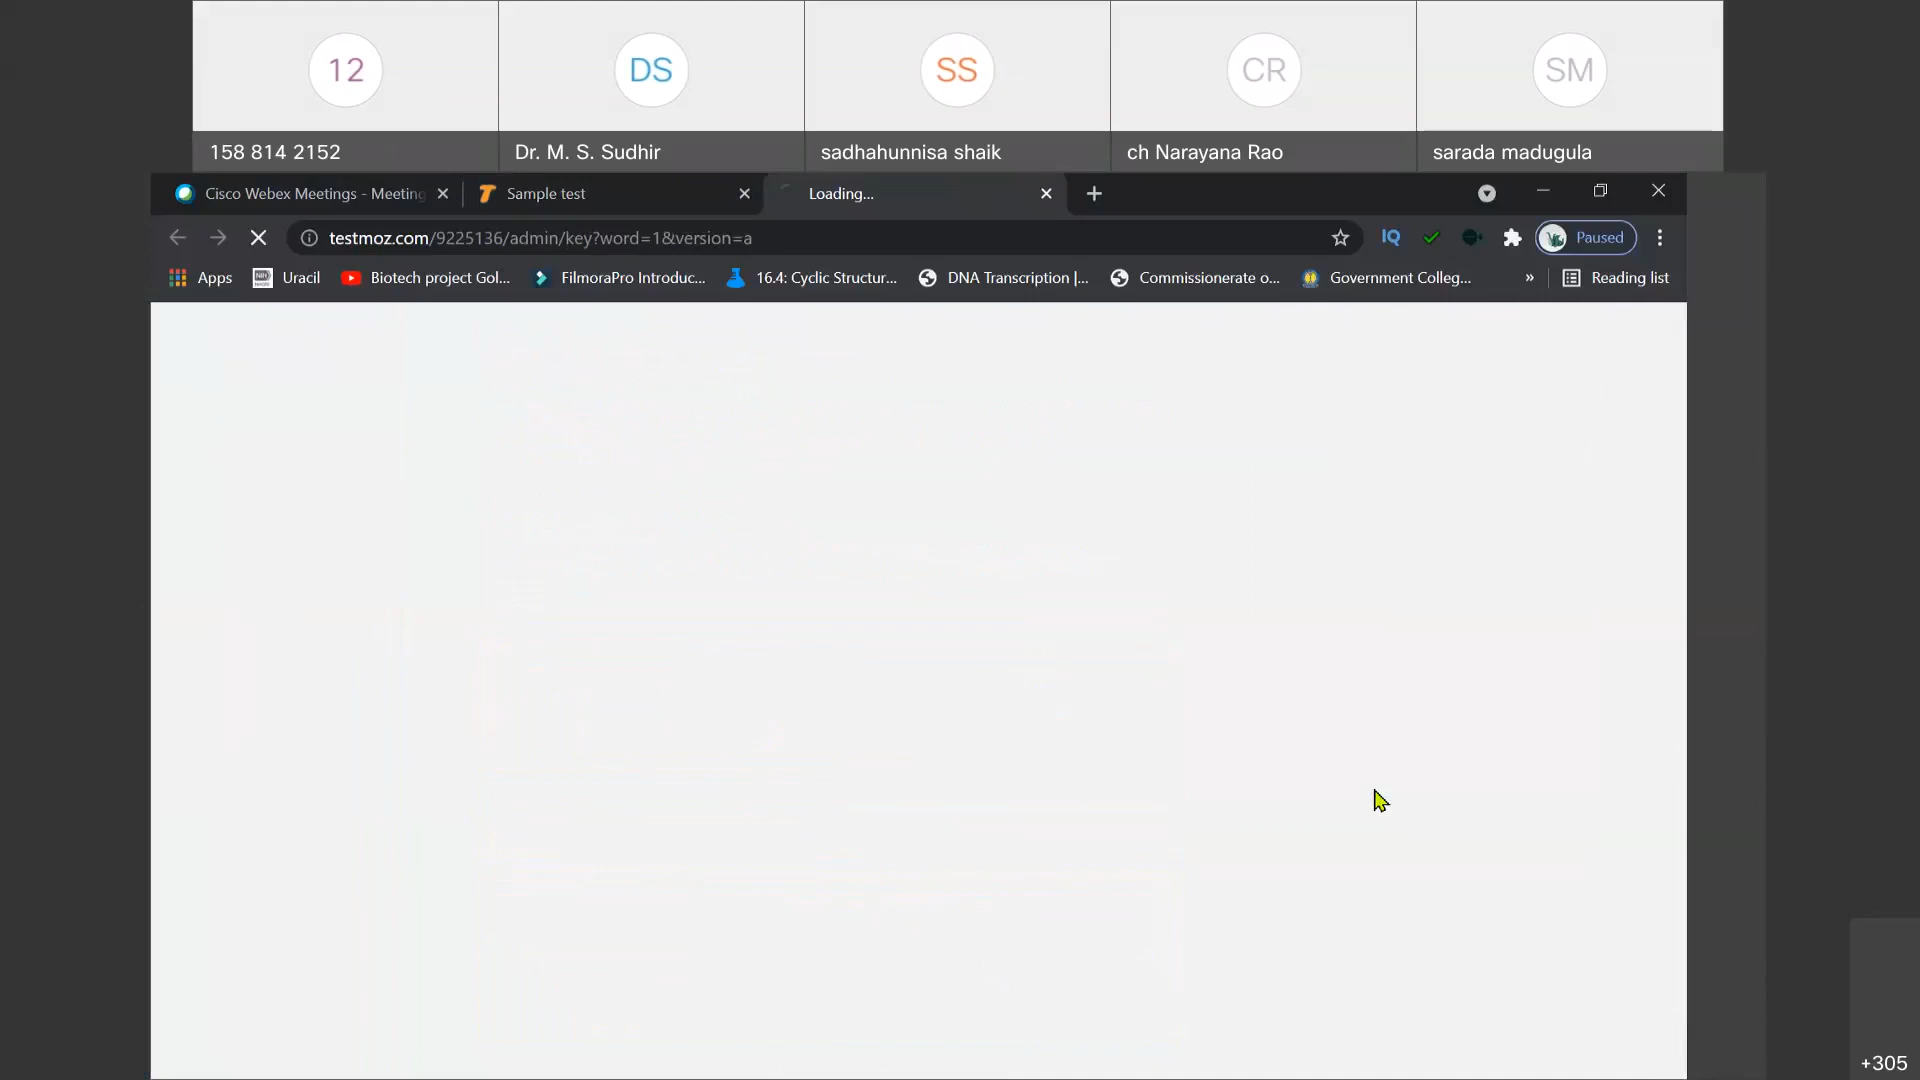 12 DS SS CR SM
158 814 2152 Dr. M. S. Sudhir sadhahunnisa shaik ch Narayana Rao sarada madugula
Cisco Webex Meetings - Meeting Sample test Loading...
testmoz.com/9225136/admin/key?word=1&version=a IQ Paused
Apps Uracil Biotech project Gol... FilmoraPro Introduc... 16.4: Cyclic Structur... DNA Transcription |... Commissionerate o... Government Colleg... » Reading list
+305